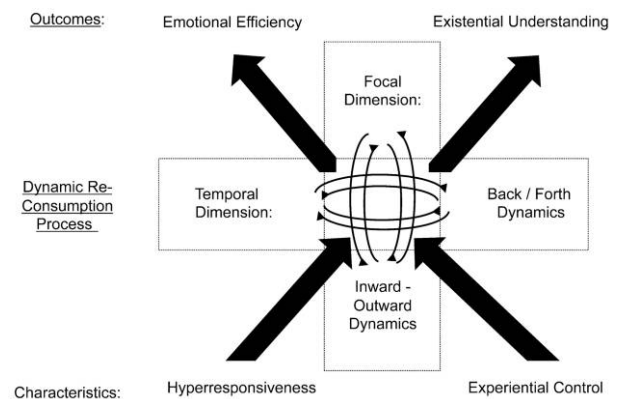 Outcomes:
Emotional Efficiency
Existential Understanding
Focal
Dimension:
Dynamic Re-
Consumption
Process
Temporal
Dimension:
Back / Forth
Dynamics
Inward -
Outward
Dynamics
Characteristics:
Hyperresponsiveness
Experiential Control